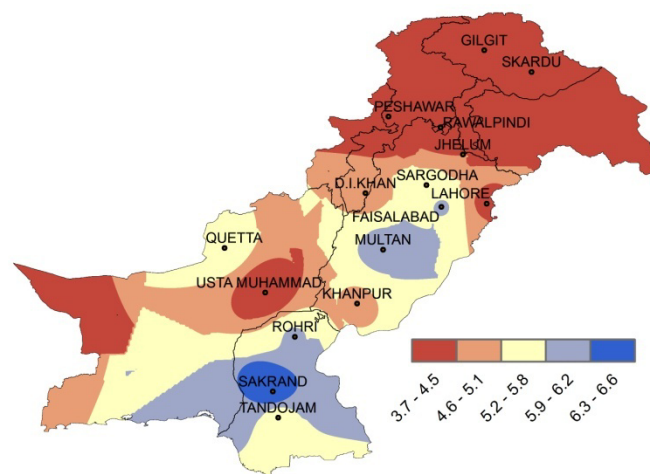 GILGIT
SKARDU
PESHAWAR
RAWALPINDI
JHELUM
SARGODHA
D.I.KHAN
LAHORE
FAISALABAD
QUETTA
MULTAN
USTA MUHAMMAD
KHANPUR
ROHRI
SAKRAND
TANDOJAM
3.7 - 4.5
4.6 - 5.1
5.2 - 5.8
5.9 - 6.2
6.3 - 6.6